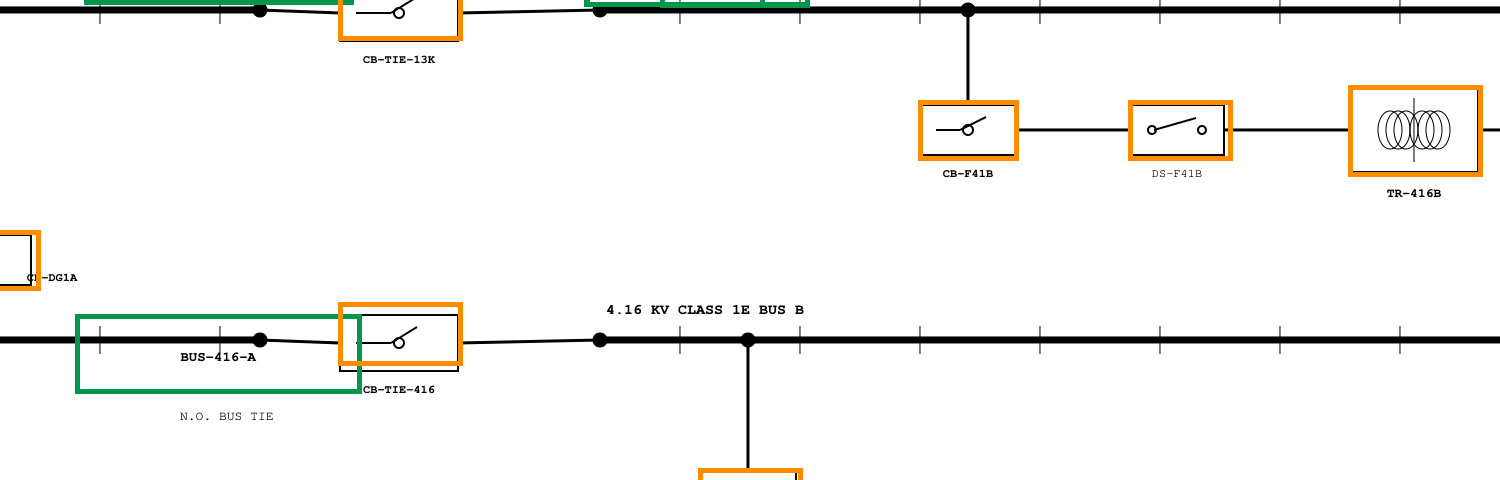 CB-TIE-13K
CB-F41B
DS-F41B
TR-416B
4.16 KV CLASS 1E BUS B
BUS-416-A
CB-TIE-416
N.O. BUS TIE